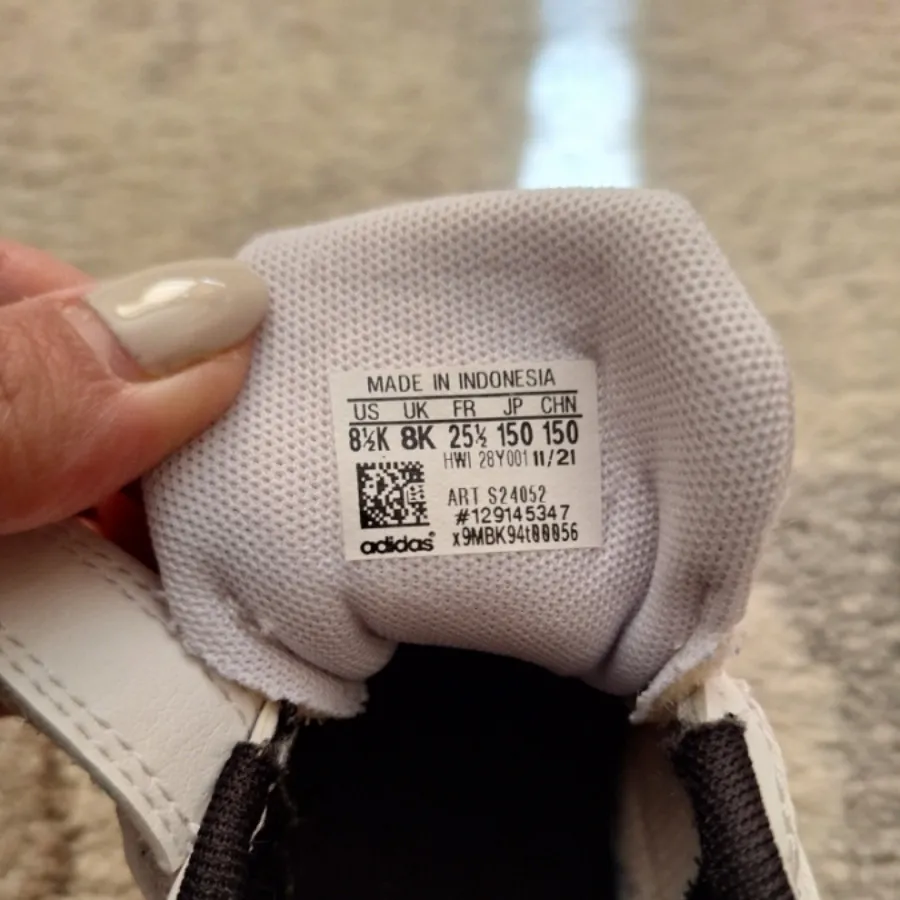 MADE IN INDONESIA
US UK FR JP CHN
8½K 8K 25½ 150 150
HWI 28Y001 11/21
ART S24052
#129145347
adidas® x9MBK94t00056